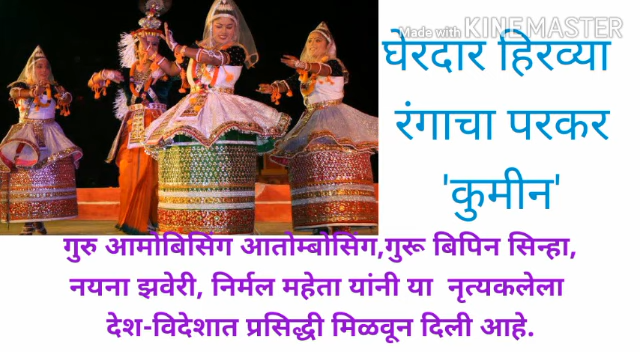 Made with KINEMASTER
घेरदार हिरव्या
रंगाचा परकर
'कुमीन'
गुरु आमोबिसिंग आतोम्बोसिंग,गुरू बिपिन सिन्हा,
नयना झवेरी, निर्मल महेता यांनी या नृत्यकलेला
देश-विदेशात प्रसिद्धी मिळवून दिली आहे.